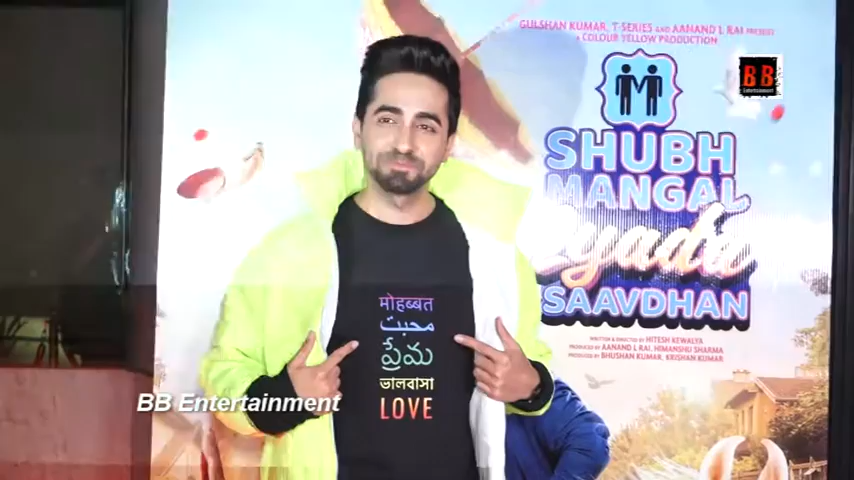 GULSHAN KUMAR, T-SERIES AND AANAND L RAI PRESENT
A COLOUR YELLOW PRODUCTION
BB
Entertainment
SHUBH
MANGAL
Zyada
SAAVDHAN
WRITTEN & DIRECTED BY HITESH KEWALYA
PRODUCED BY AANAND L RAI, HIMANSHU SHARMA
PRODUCED BY BHUSHAN KUMAR, KRISHAN KUMAR
मोहब्बत
محبت
ప్రేమ
ভালবাসা
LOVE
BB Entertainment